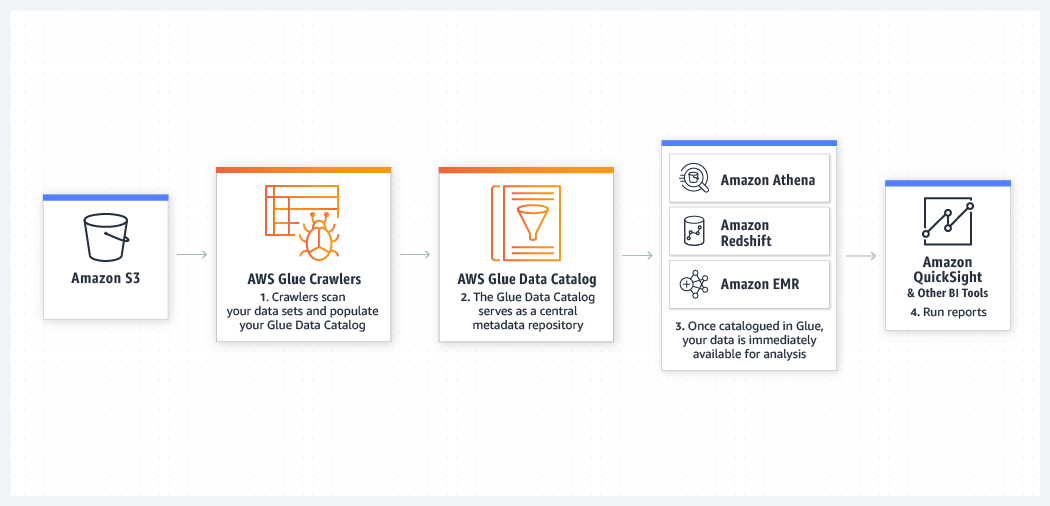 Amazon S3
AWS Glue Crawlers
1. Crawlers scan
your data sets and populate
your Glue Data Catalog
AWS Glue Data Catalog
2. The Glue Data Catalog
serves as a central
metadata repository
Amazon Athena
Amazon
Redshift
Amazon EMR
3. Once catalogued in Glue,
your data is immediately
available for analysis
Amazon
QuickSight
& Other BI Tools
4. Run reports